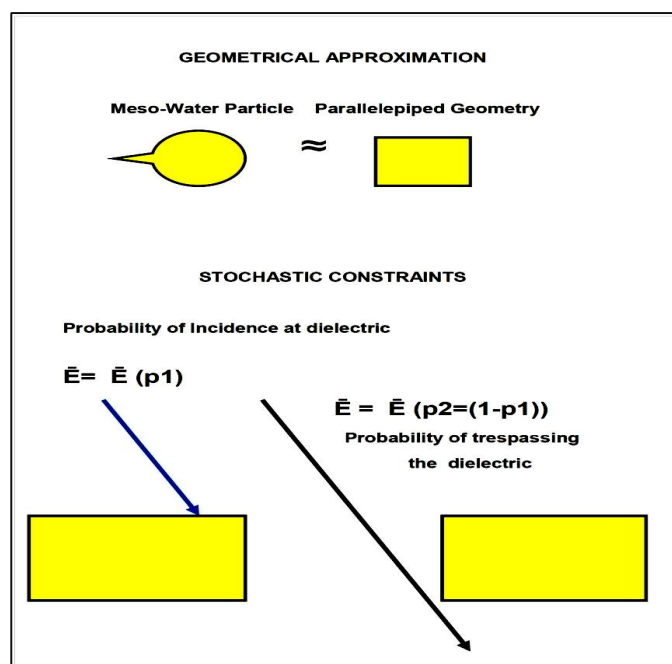 GEOMETRICAL APPROXIMATION
Meso-Water Particle Parallelepiped Geometry
≈
STOCHASTIC CONSTRAINTS
Probability of Incidence at dielectric
Ē= Ē (p1)
Ē = Ē (p2=(1-p1))
Probability of trespassing
the dielectric